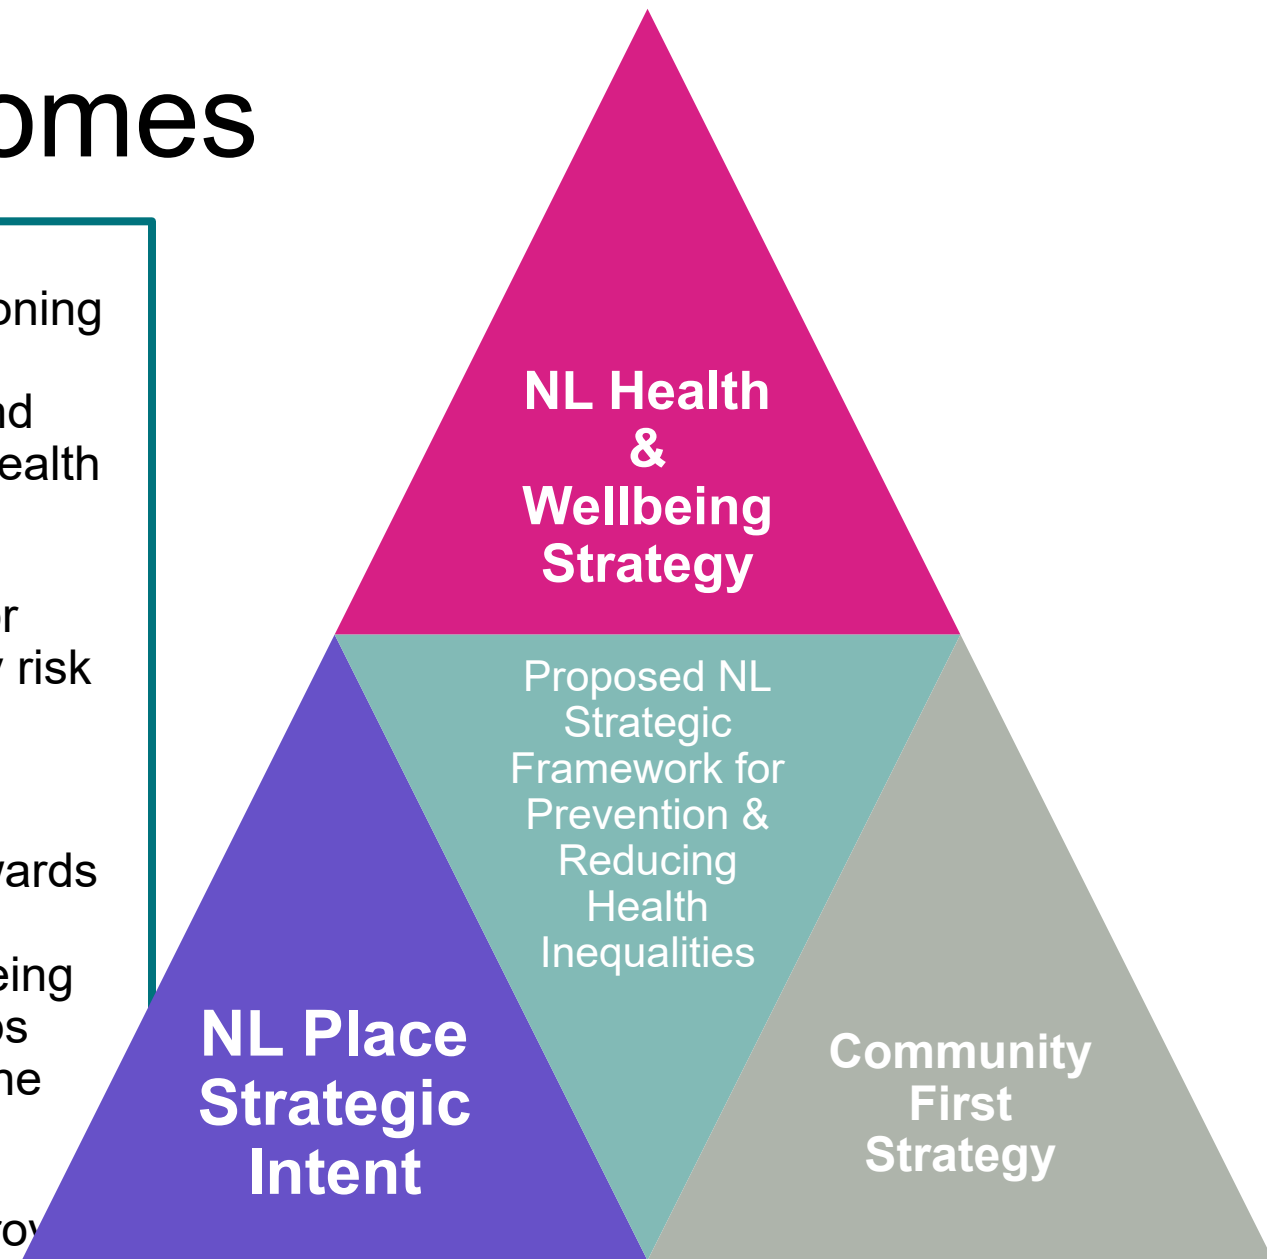 omes
oning
nd
ealth
r
risk
ards
eing
s
ne
NL Health
&
Wellbeing
Strategy
Proposed NL
Strategic
Framework for
Prevention &
Reducing
Health
Inequalities
NL Place
Strategic
Intent
Community
First
Strategy